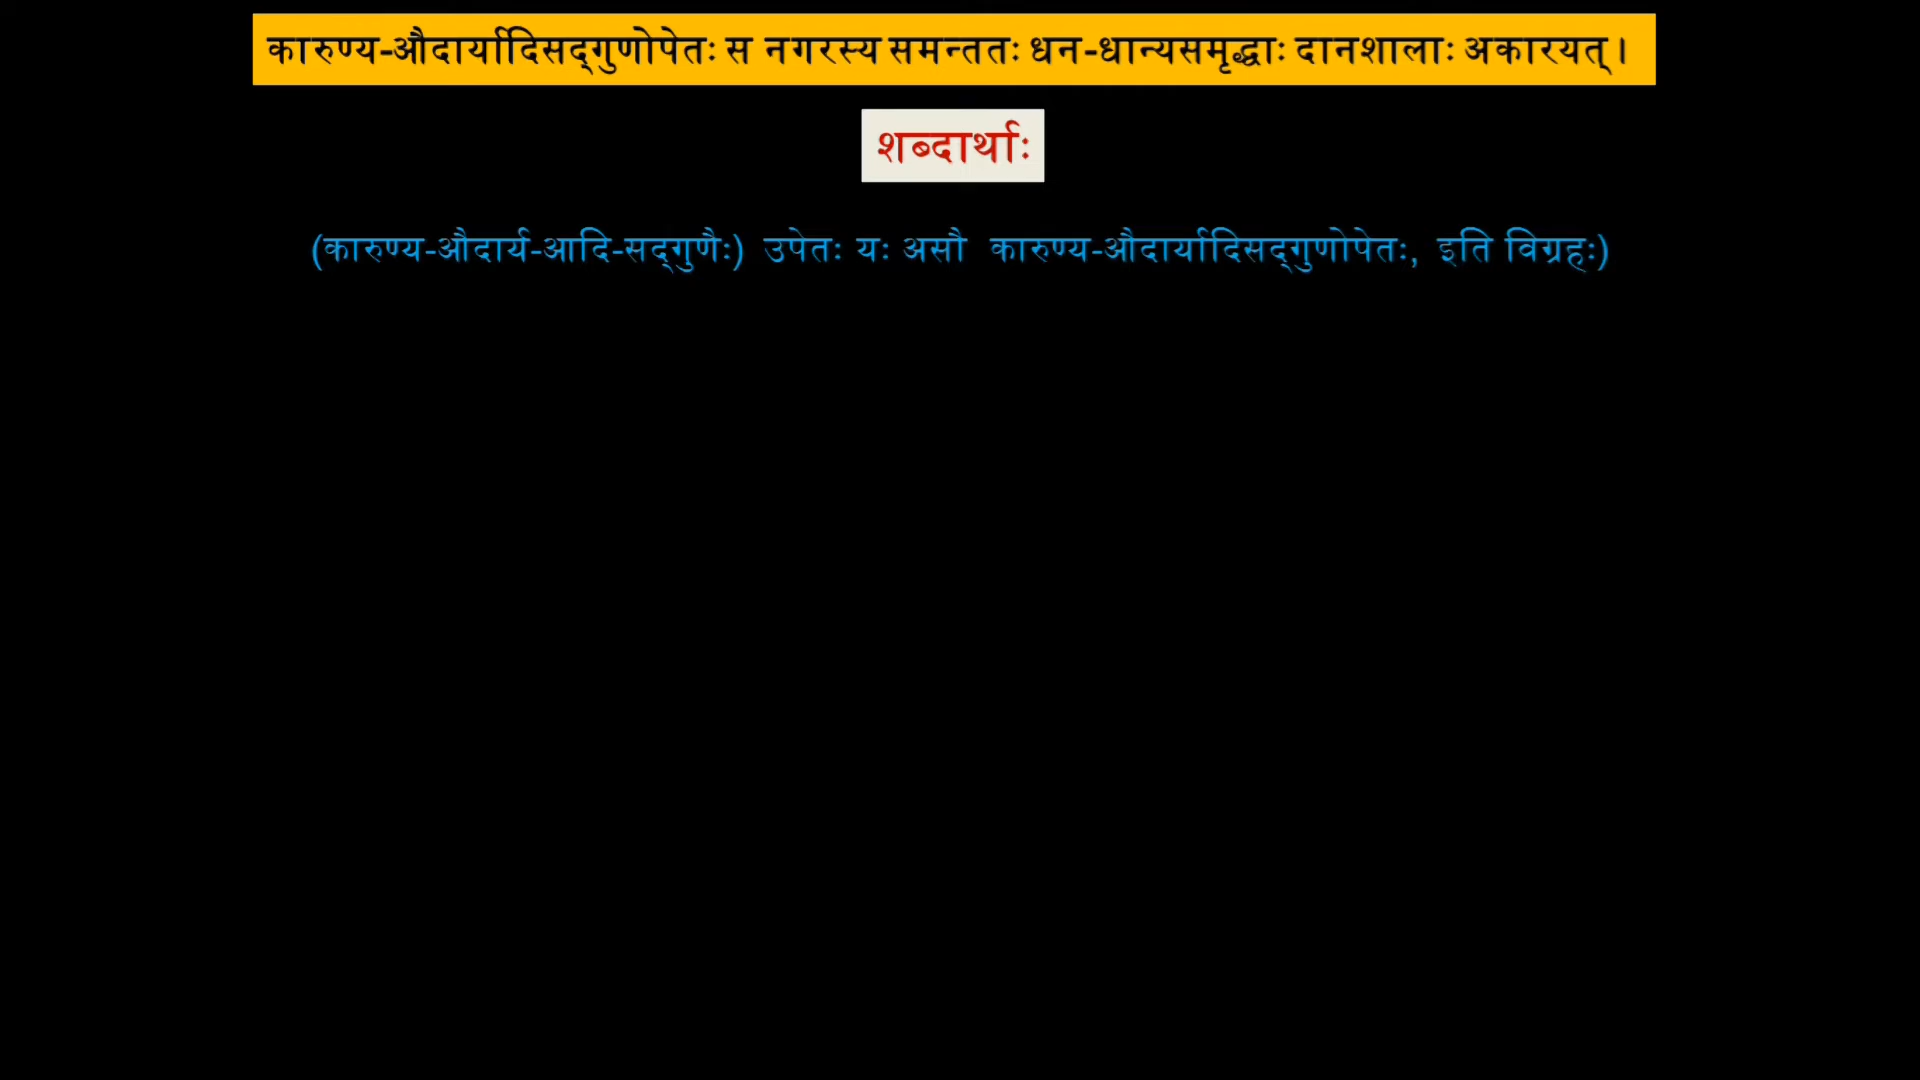 कारुण्य-औदार्यादिसद्‌गुणोपेतः स नगरस्य समन्ततः धन-धान्यसमृद्धाः दानशालाः अकारयत् ।
शब्दार्थाः
(कारुण्य-औदार्य-आदि-सद्‌गुणैः) उपेतः यः असौ कारुण्य-औदार्यादिसद्‌गुणोपेतः, इति विग्रहः)